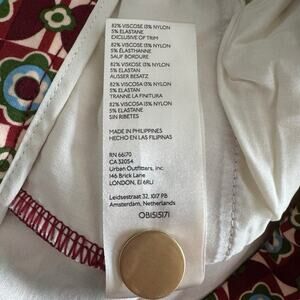 82% VISCOSE 13% NYLON
5% ELASTANE
EXCLUSIVE OF TRIM
82% VISCOSE 13% NYLON
5% ÉLASTHANNE
SAUF BORDURE
82% VISKOSE 13% NYLON
5% ELASTAN
AUSSER BESATZ
82% VISCOSA 13% NYLON
5% ELASTAN
TRANNE LA FINITURA
82% VISCOSA 13% NYLON
5% ELASTANO
SIN RIBETES
MADE IN PHILIPPINES
HECHO EN LAS FILIPINAS
RN 66170
CA 32054
Urban Outfitters, Inc.
146 Brick Lane
LONDON, E1 6RU
Leidsestraat 32, 1017 PB
Amsterdam, Netherlands
OB1515171